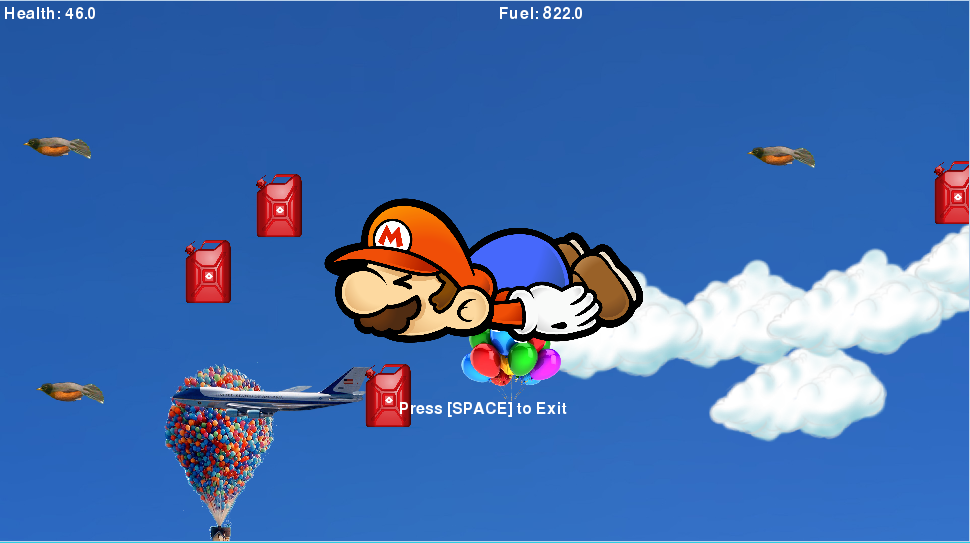 Health: 46.0
Fuel: 822.0
M
Press [SPACE] to Exit